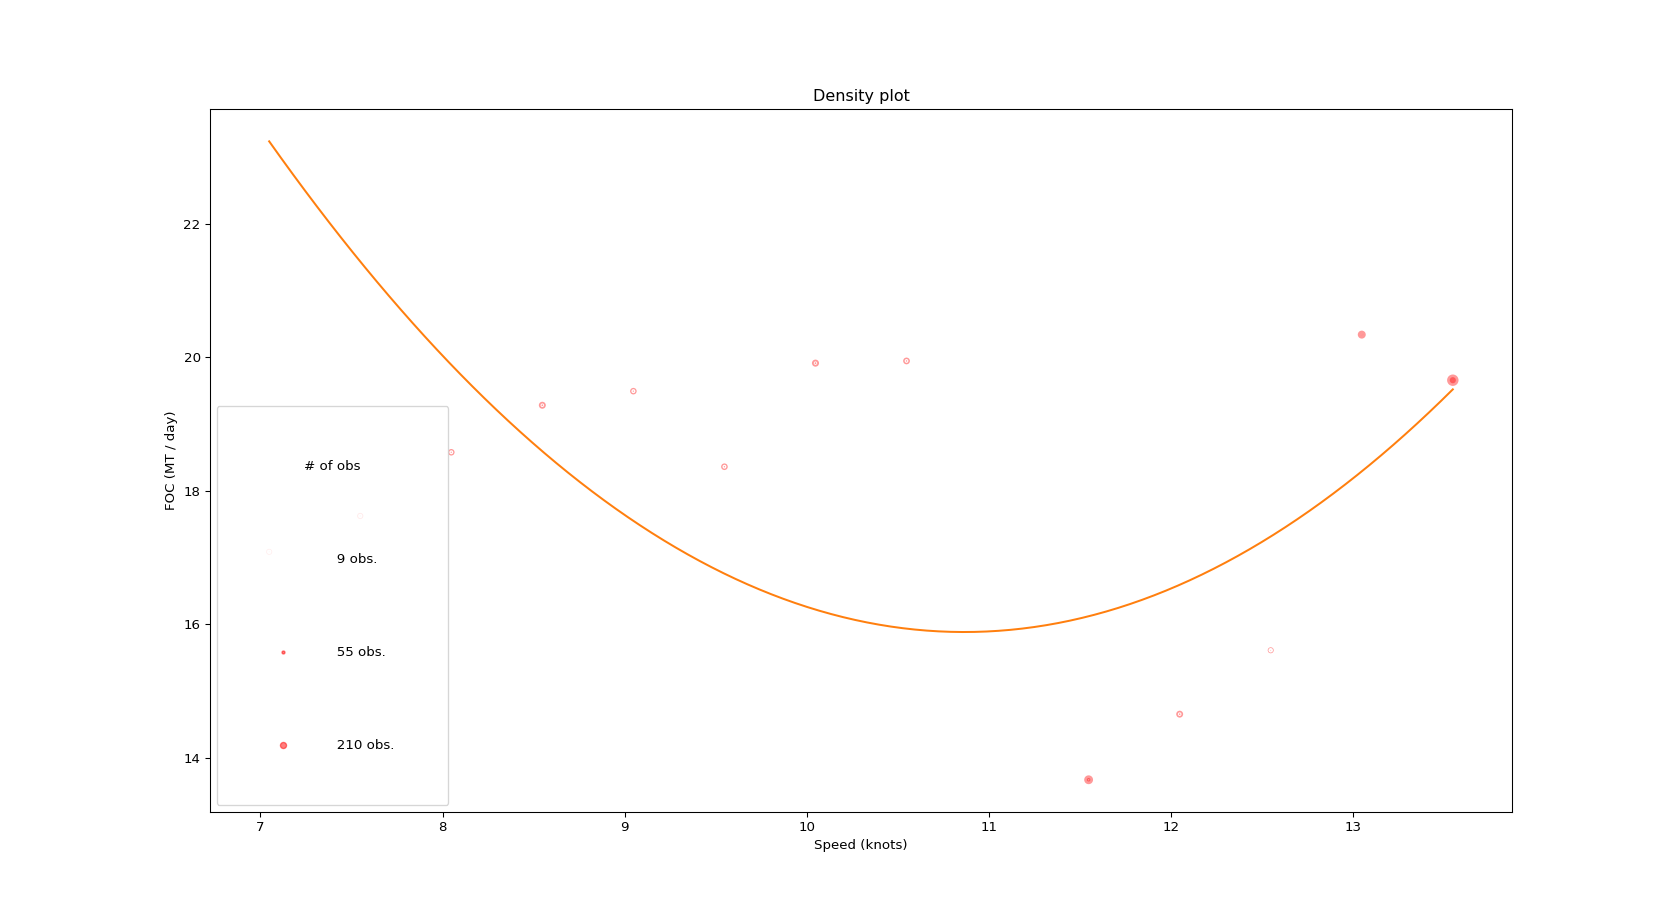 Density plot
FOC (MT / day)
22
20
18
16
14
# of obs
9 obs.
55 obs.
210 obs.
7 8 9 10 11 12 13
Speed (knots)